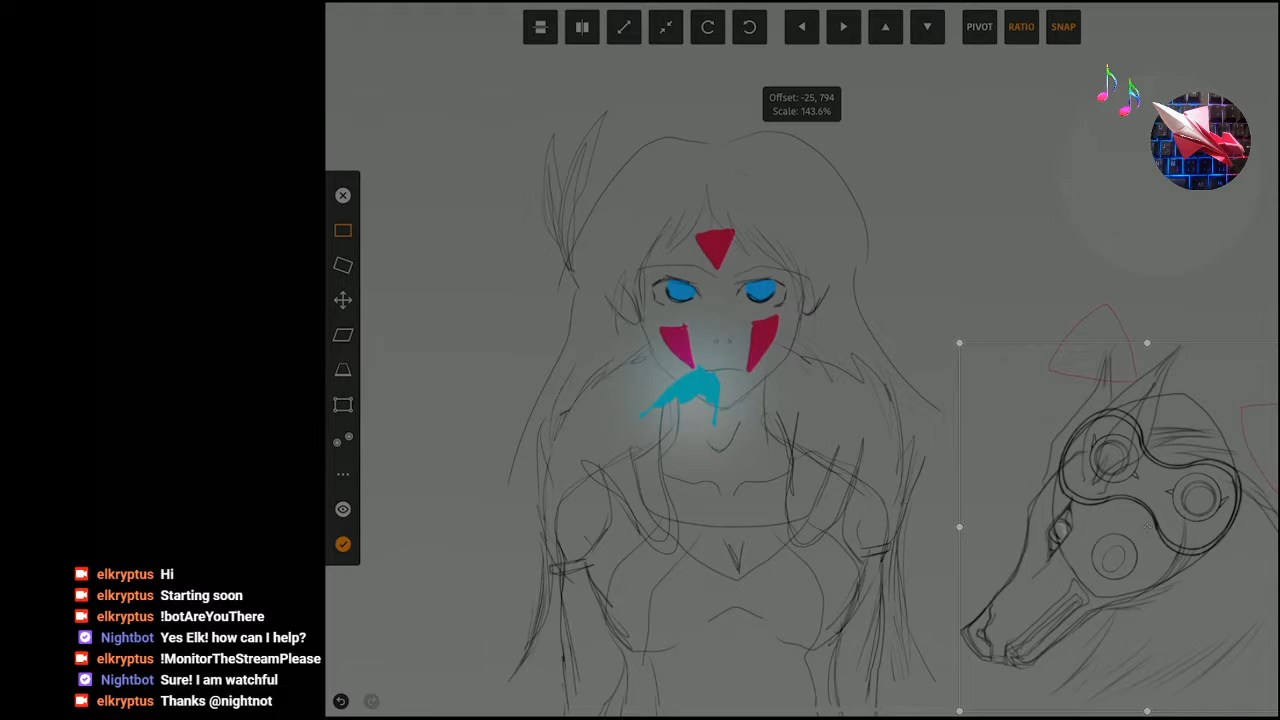 PIVOT
RATIO
SNAP
Offset: -25, 794
Scale: 143.6%
elkryptus Hi
elkryptus Starting soon
elkryptus !botAreYouThere
Nightbot Yes Elk! how can I help?
elkryptus !MonitorTheStreamPlease
Nightbot Sure! I am watchful
elkryptus Thanks @nightnot